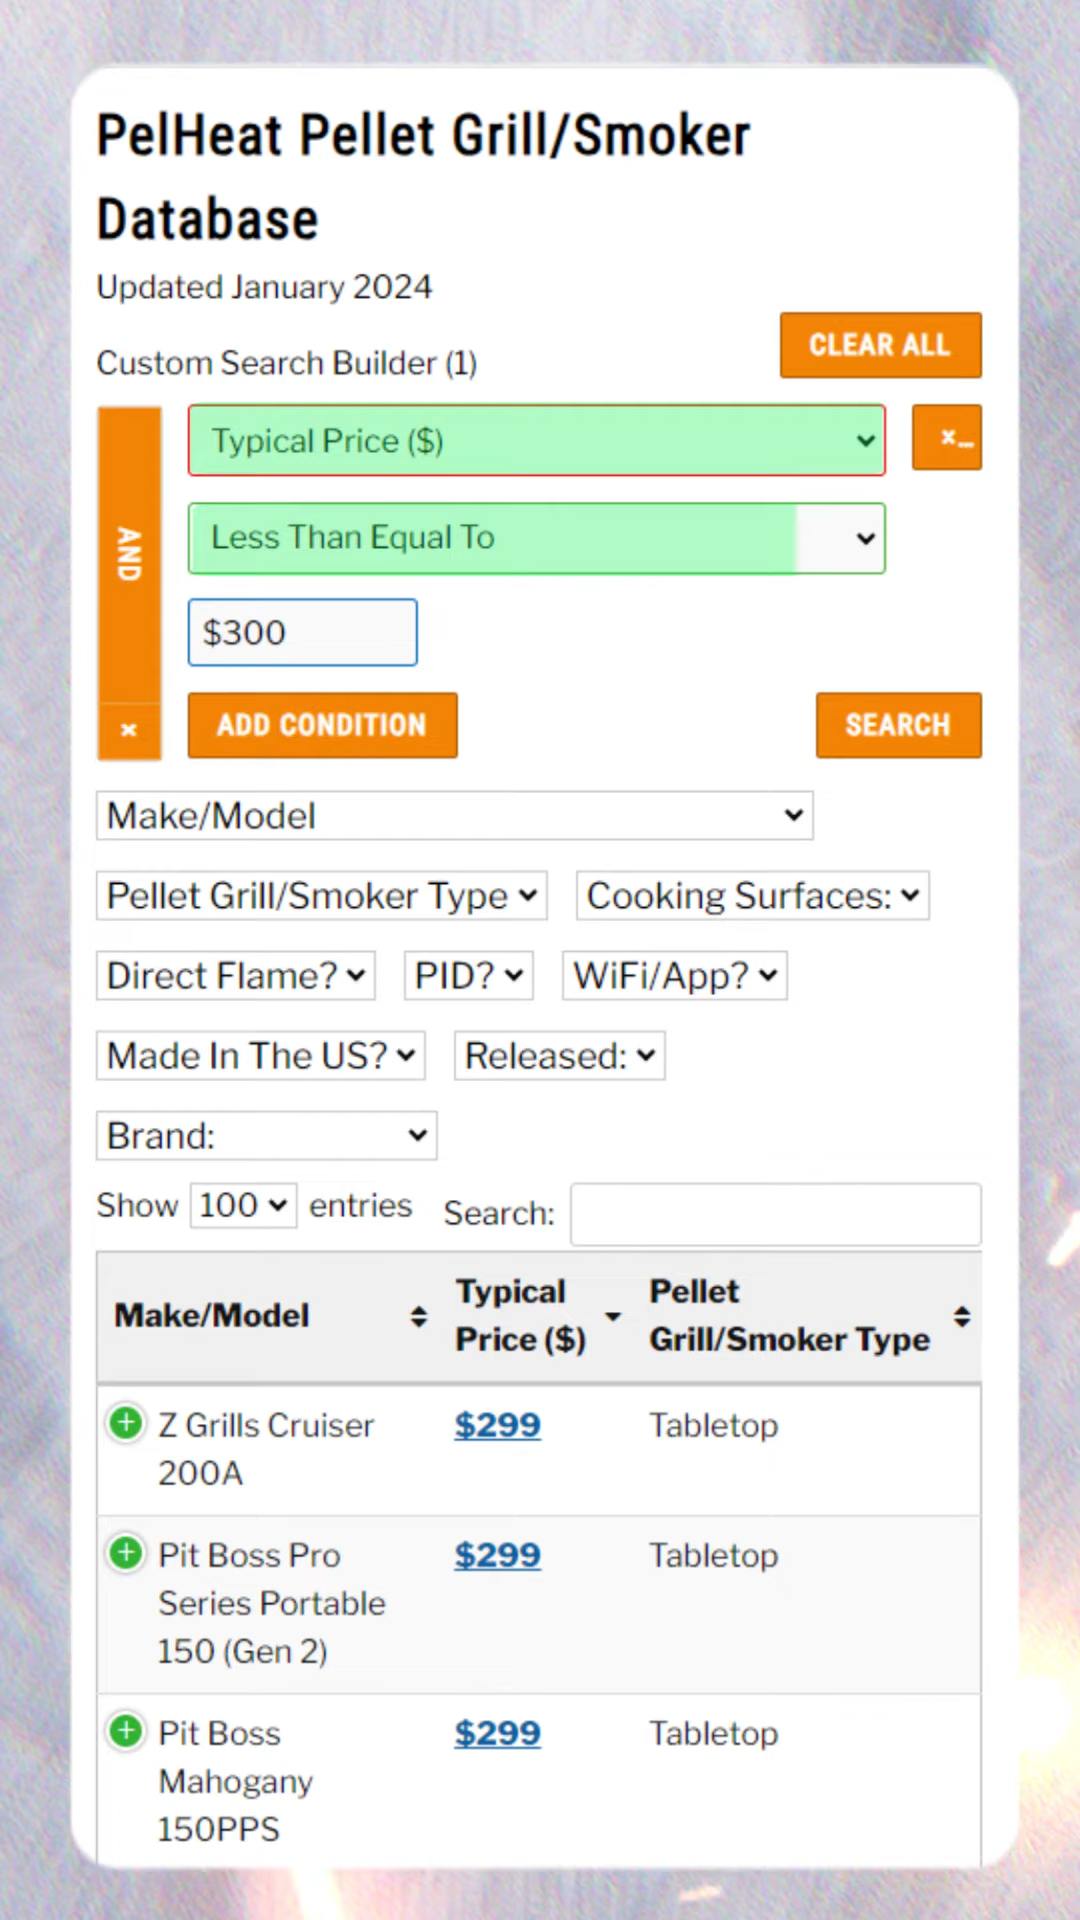 PelHeat Pellet Grill/Smoker
Database
Updated January 2024
CLEAR ALL
Custom Search Builder (1)
Typical Price ($)
×...
AND
Less Than Equal To
$300
×
ADD CONDITION
SEARCH
Make/Model
Pellet Grill/Smoker Type
Cooking Surfaces:
Direct Flame?
PID?
WiFi/App?
Made In The US?
Released:
Brand:
Show 100 entries
Search:
Make/Model
Typical
Price ($)
Pellet
Grill/Smoker Type
Z Grills Cruiser
200A
$299
Tabletop
Pit Boss Pro
Series Portable
150 (Gen 2)
$299
Tabletop
Pit Boss
Mahogany
150PPS
$299
Tabletop